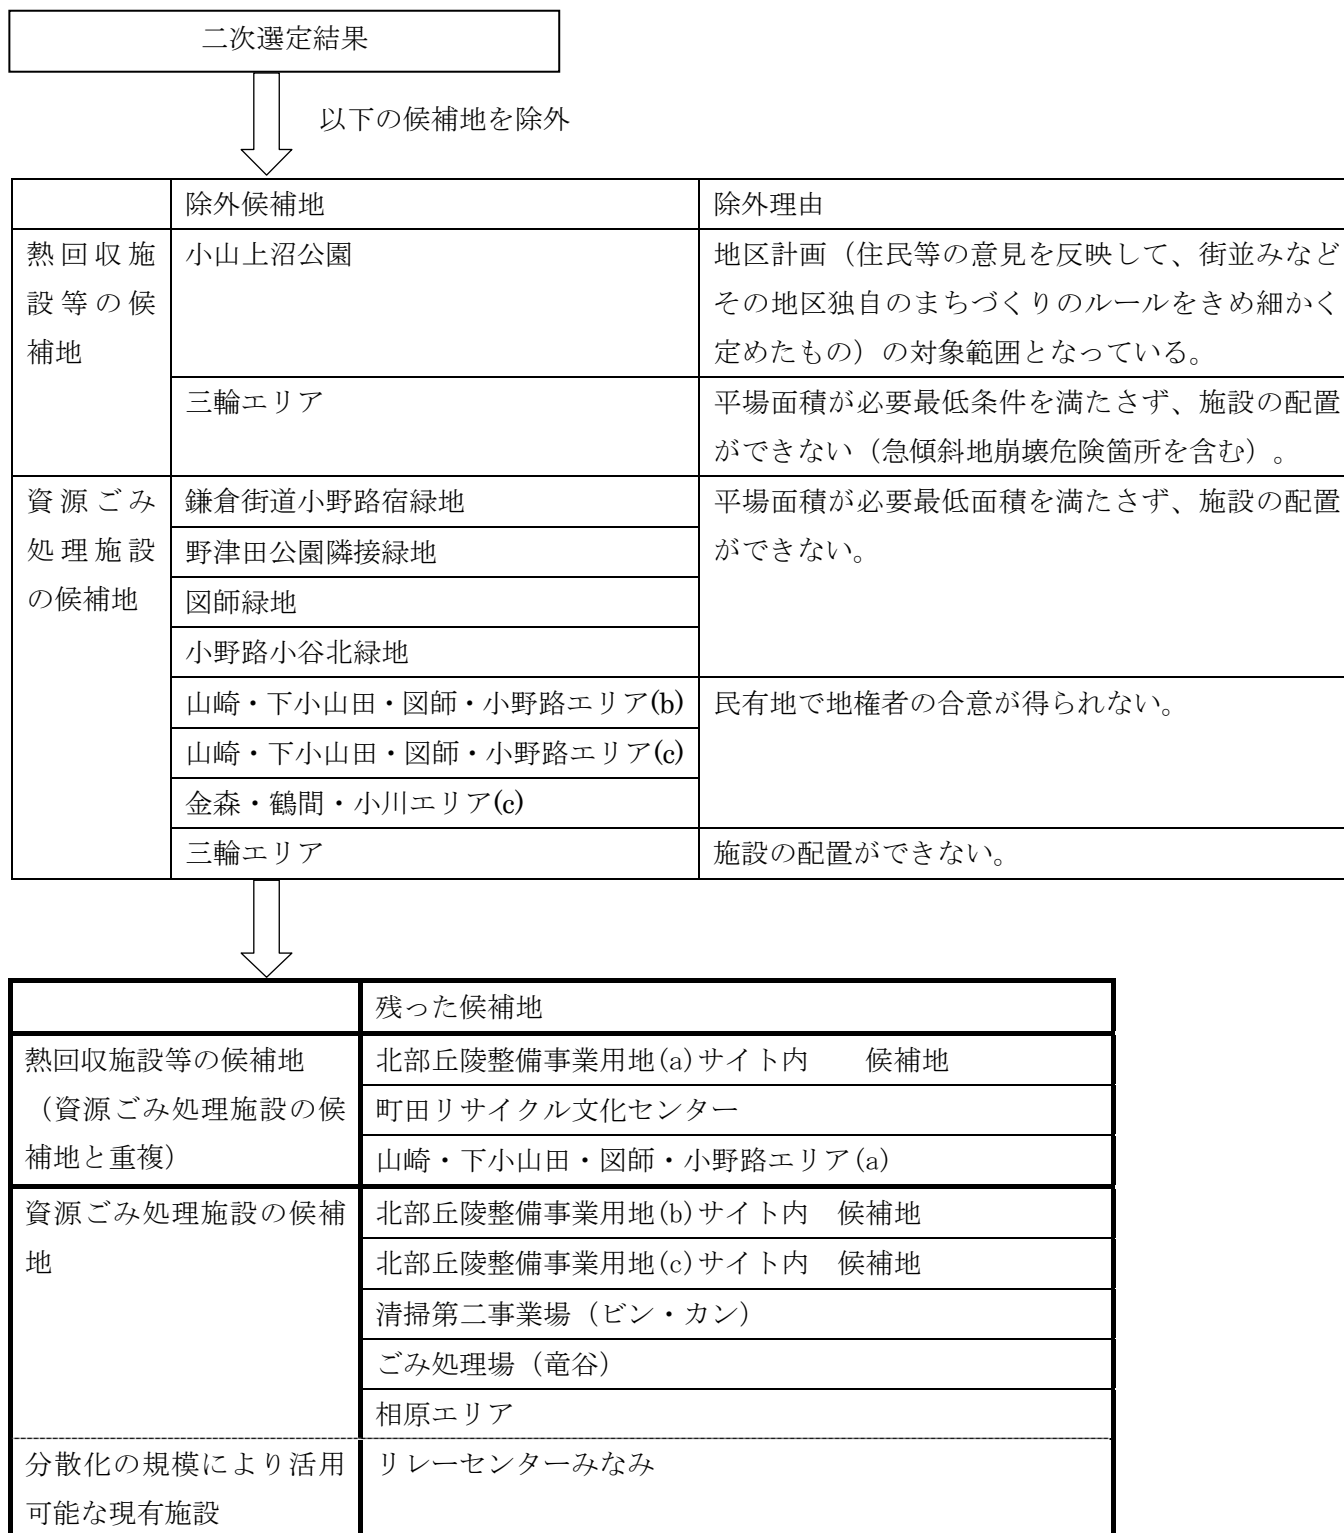 二次選定結果
以下の候補地を除外
除外候補地
除外理由
熱回収施
設等の候
補地
小山上沼公園
地区計画（住民等の意見を反映して、街並みなど
その地区独自のまちづくりのルールをきめ細かく
定めたもの）の対象範囲となっている。
三輪エリア
平場面積が必要最低条件を満たさず、施設の配置
ができない（急傾斜地崩壊危険箇所を含む）。
資源ごみ
処理施設
の候補地
鎌倉街道小野路宿緑地
平場面積が必要最低面積を満たさず、施設の配置
ができない。
野津田公園隣接緑地
図師緑地
小野路小谷北緑地
山崎・下小山田・図師・小野路エリア(b)
民有地で地権者の合意が得られない。
山崎・下小山田・図師・小野路エリア(c)
金森・鶴間・小川エリア(c)
三輪エリア
施設の配置ができない。
残った候補地
熱回収施設等の候補地
（資源ごみ処理施設の候
補地と重複）
北部丘陵整備事業用地(a)サイト内　　候補地
町田リサイクル文化センター
山崎・下小山田・図師・小野路エリア(a)
資源ごみ処理施設の候補
地
北部丘陵整備事業用地(b)サイト内　候補地
北部丘陵整備事業用地(c)サイト内　候補地
清掃第二事業場（ビン・カン）
ごみ処理場（竜谷）
相原エリア
分散化の規模により活用
可能な現有施設
リレーセンターみなみ